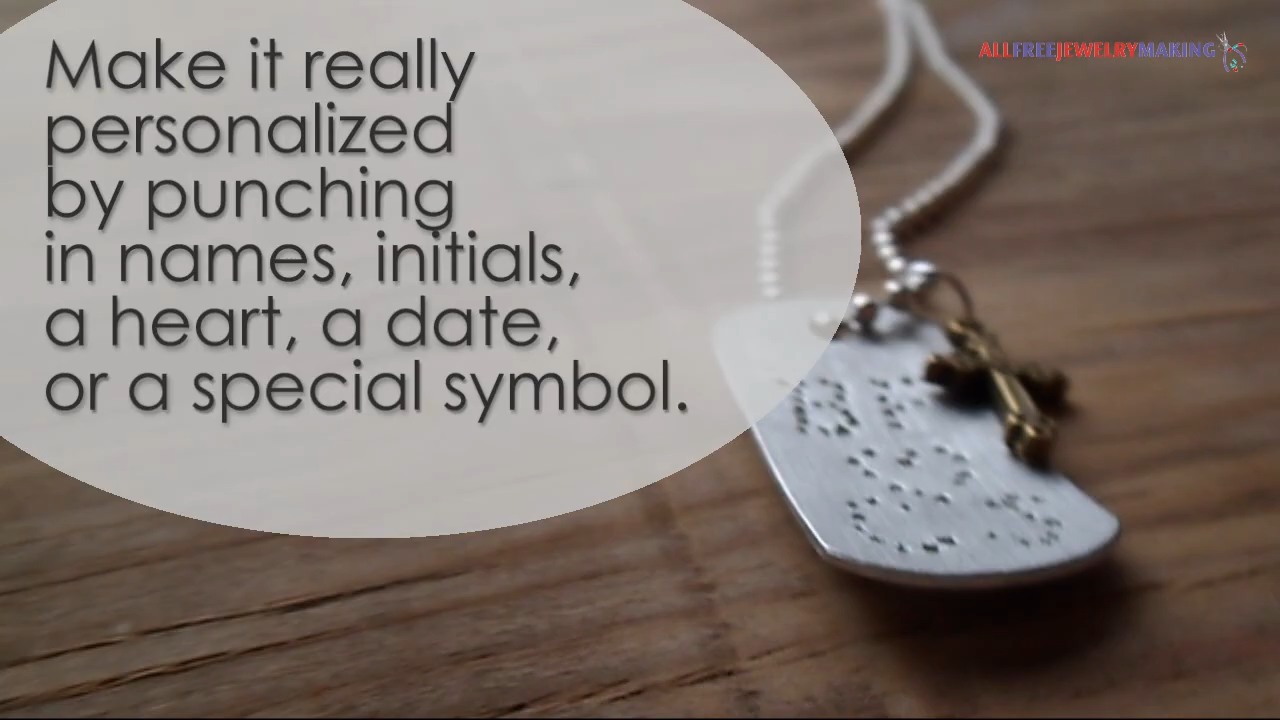 Make it really
personalized
by punching
in names, initials,
a heart, a date,
or a special symbol.
ALLFREEJEWELRYMAKING